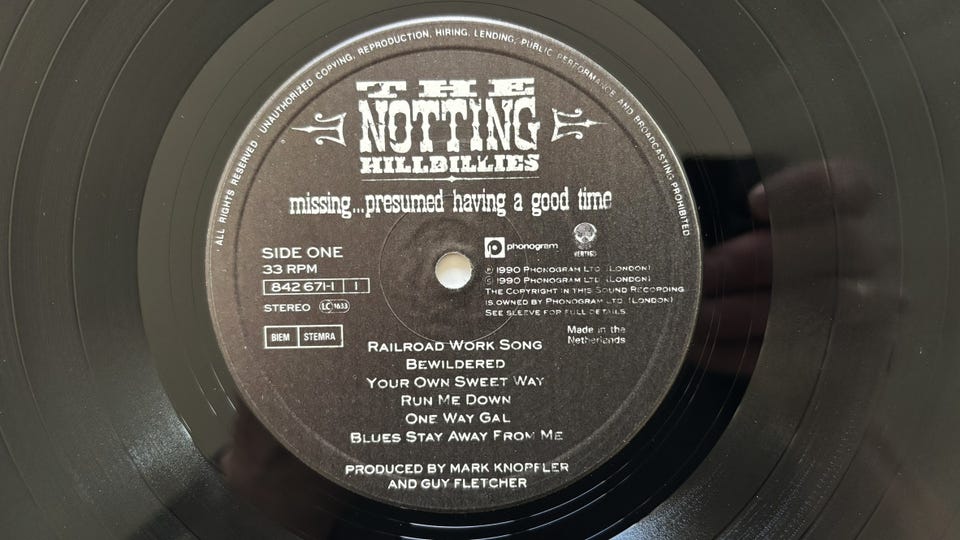 ALL RIGHTS RESERVED · UNAUTHORIZED COPYING, REPRODUCTION, HIRING, LENDING, PUBLIC PERFORMANCE AND BROADCASTING PROHIBITED
THE
NOTTING
HILLBILLIES
missing...presumed having a good time
SIDE ONE
33 RPM
842 671-1 1
STEREO LC 1633
BIEM STEMRA
phonogram
VERTIGO
℗ 1990 PHONOGRAM LTD. (LONDON)
© 1990 PHONOGRAM LTD. (LONDON)
THE COPYRIGHT IN THIS SOUND RECORDING
IS OWNED BY PHONOGRAM LTD. (LONDON)
SEE SLEEVE FOR FULL DETAILS.
Made in the
Netherlands
RAILROAD WORK SONG
BEWILDERED
YOUR OWN SWEET WAY
RUN ME DOWN
ONE WAY GAL
BLUES STAY AWAY FROM ME
PRODUCED BY MARK KNOPFLER
AND GUY FLETCHER